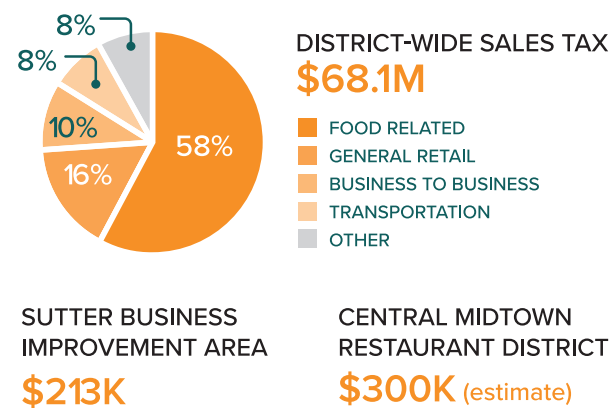 8%
8%
10%
16%
58%
DISTRICT-WIDE SALES TAX
$68.1M
FOOD RELATED
GENERAL RETAIL
BUSINESS TO BUSINESS
TRANSPORTATION
OTHER
SUTTER BUSINESS
IMPROVEMENT AREA
$213K
CENTRAL MIDTOWN
RESTAURANT DISTRICT
$300K (estimate)